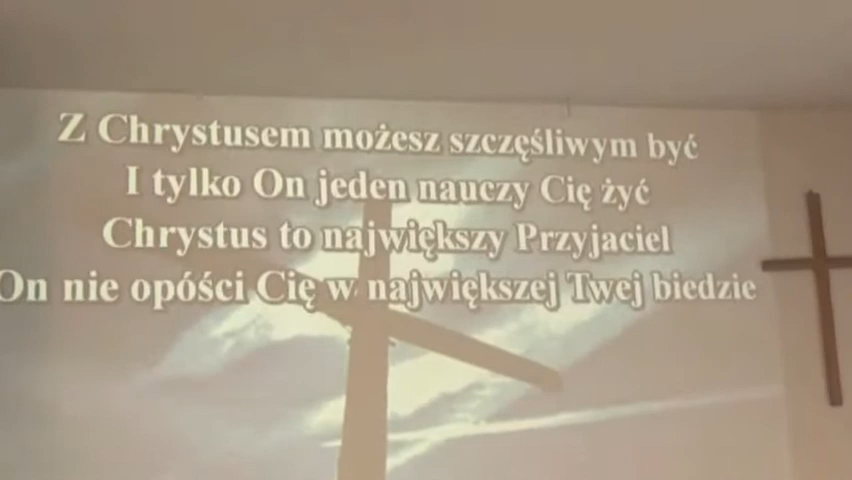 Z Chrystusem możesz szczęśliwym być
I tylko On jeden nauczy Cię żyć
Chrystus to największy Przyjaciel
On nie opóści Cię w największej Twej biedzie